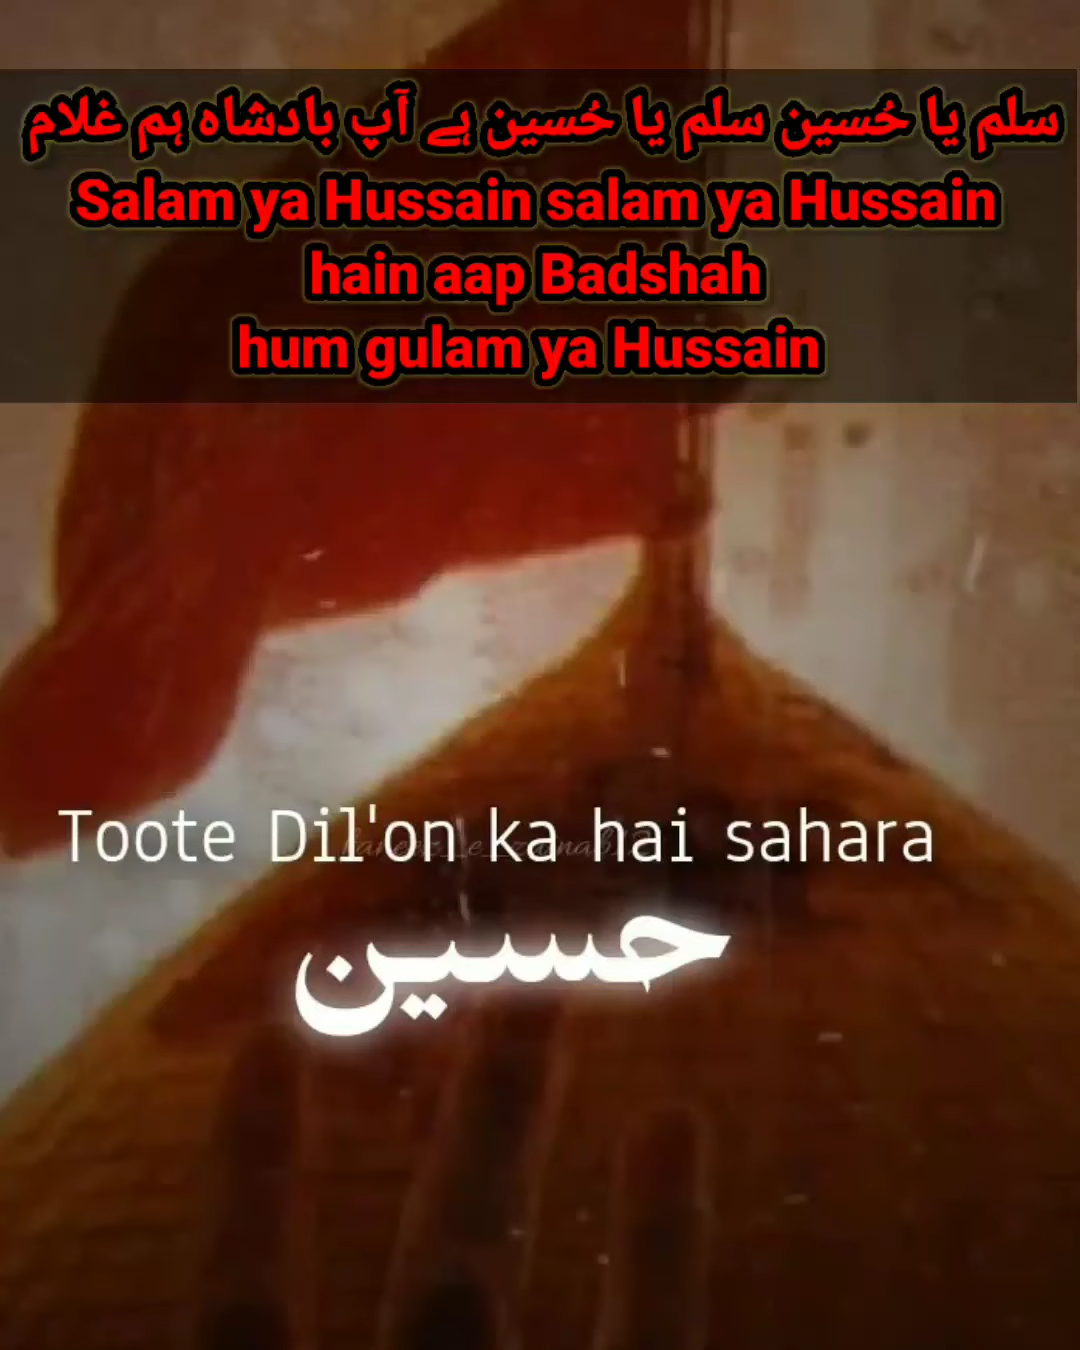 سلم یا حُسین سلم یا حُسین ہے آپ بادشاہ ہم غلام
Salam ya Hussain salam ya Hussain
hain aap Badshah
hum gulam ya Hussain
Toote Dil'on ka hai sahara
حسین